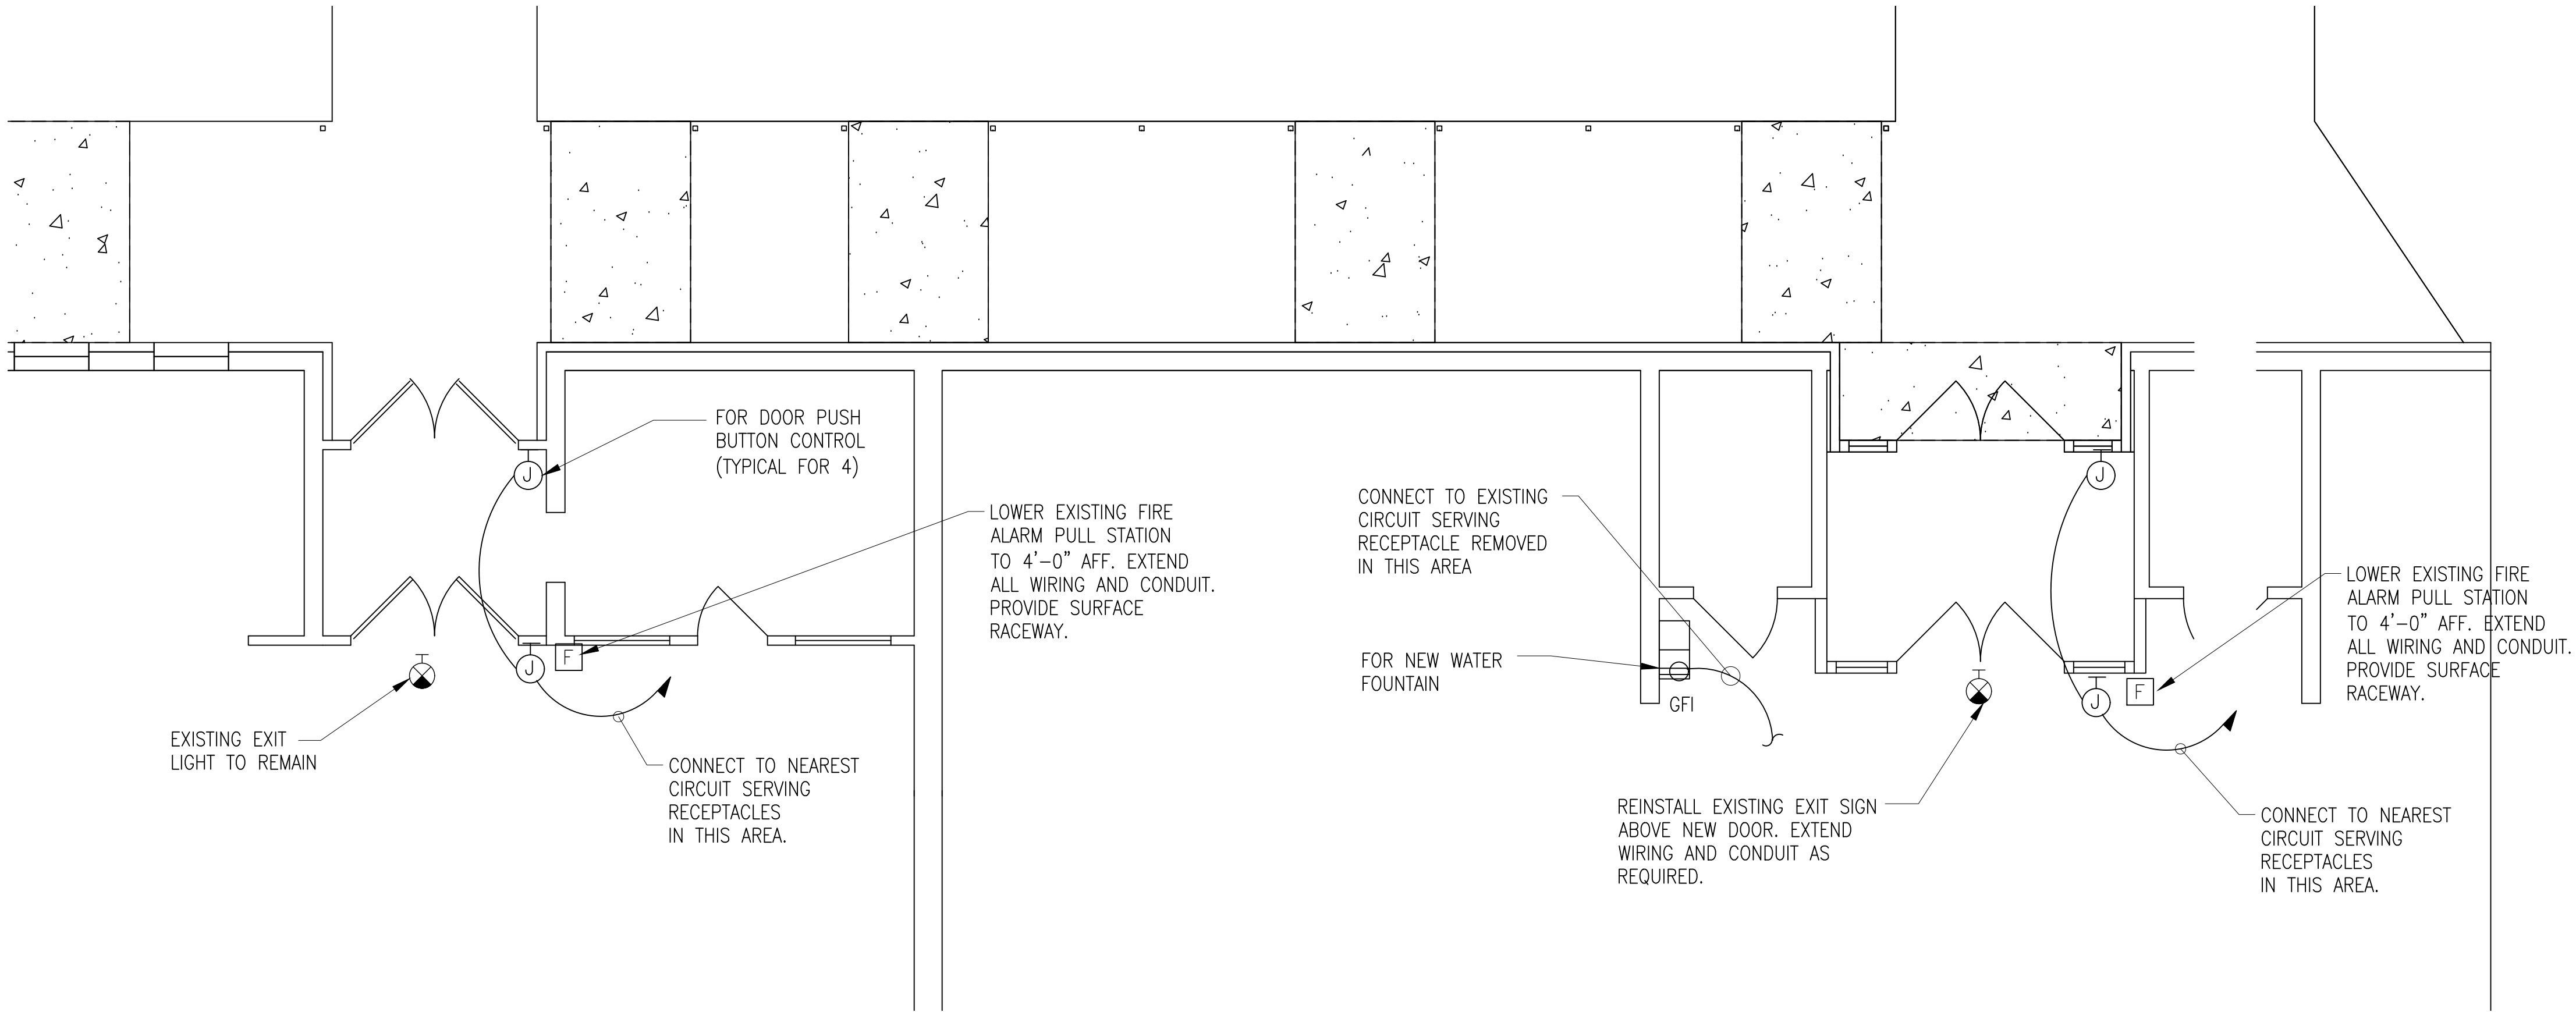 FOR DOOR PUSH
BUTTON CONTROL
(TYPICAL FOR 4)
J
LOWER EXISTING FIRE
ALARM PULL STATION
TO 4'-0" AFF. EXTEND
ALL WIRING AND CONDUIT.
PROVIDE SURFACE
RACEWAY.
J
F
EXISTING EXIT
LIGHT TO REMAIN
CONNECT TO NEAREST
CIRCUIT SERVING
RECEPTACLES
IN THIS AREA.
CONNECT TO EXISTING
CIRCUIT SERVING
RECEPTACLE REMOVED
IN THIS AREA
FOR NEW WATER
FOUNTAIN
GFI
J
LOWER EXISTING FIRE
ALARM PULL STATION
TO 4'-0" AFF. EXTEND
ALL WIRING AND CONDUIT.
PROVIDE SURFACE
RACEWAY.
J
F
REINSTALL EXISTING EXIT SIGN
ABOVE NEW DOOR. EXTEND
WIRING AND CONDUIT AS
REQUIRED.
CONNECT TO NEAREST
CIRCUIT SERVING
RECEPTACLES
IN THIS AREA.